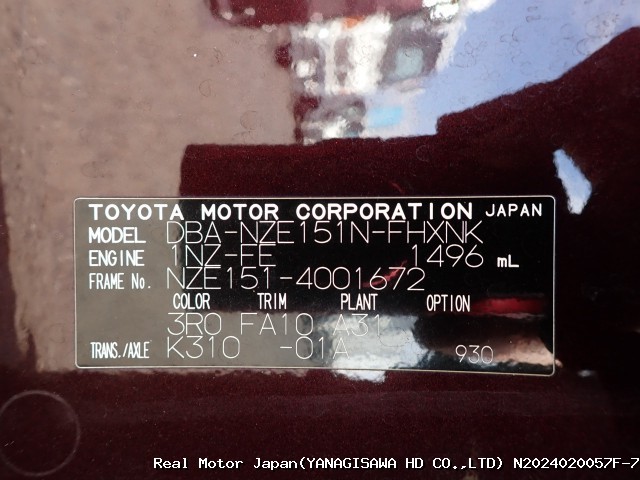 TOYOTA MOTOR CORPORATION JAPAN
MODEL DBA-NZE151N-FHXNK
ENGINE 1NZ-FE 1496 mL
FRAME No. NZE151-4001672
COLOR TRIM PLANT OPTION
3R0 FA10 A31
TRANS./AXLE K310 -01A 930
Real Motor Japan(YANAGISAWA HD CO.,LTD) N2024020057F-7